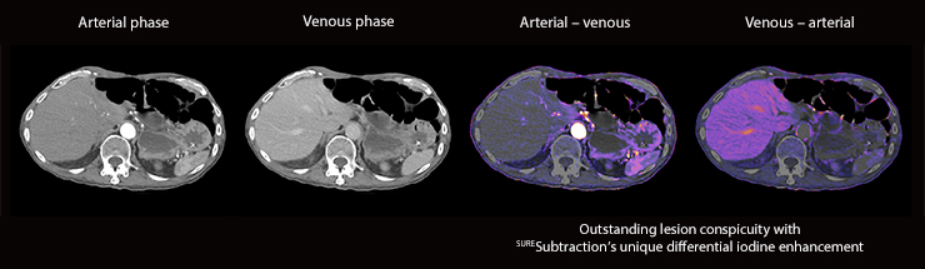 Arterial phase
Venous phase
Arterial – venous
Venous – arterial
Outstanding lesion conspicuity with
SURESubtraction's unique differential iodine enhancement